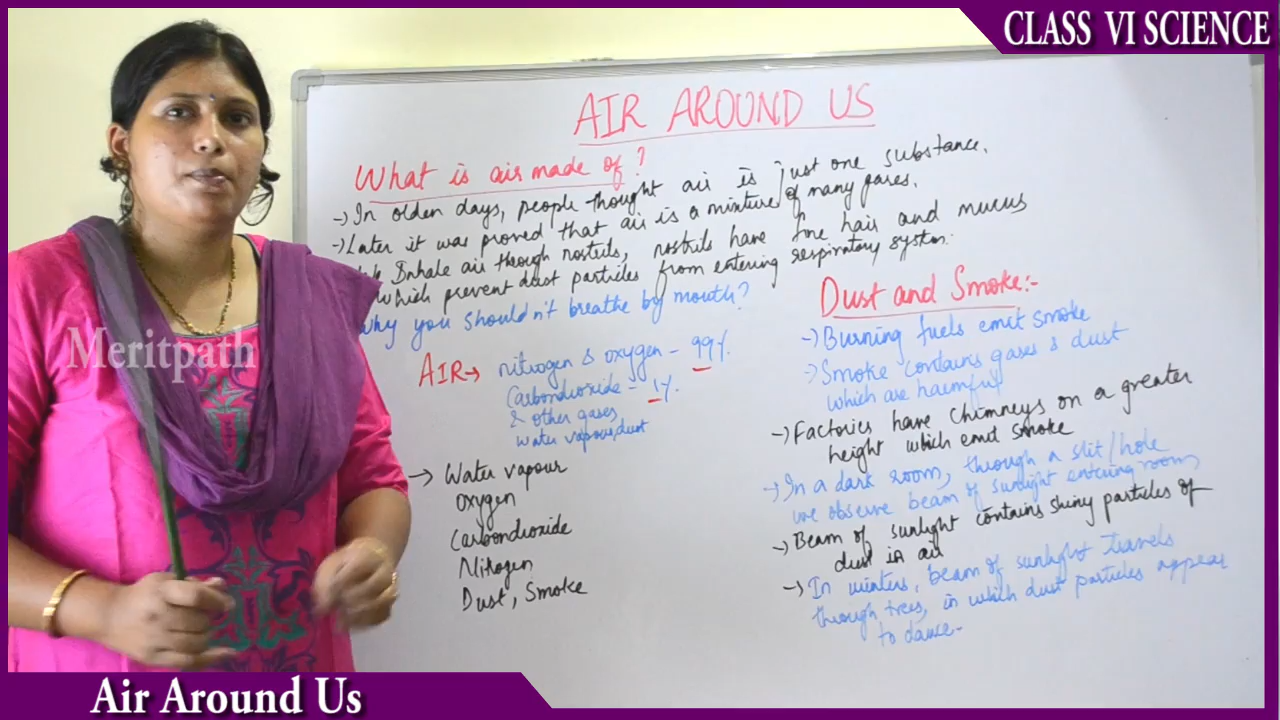 CLASS VI SCIENCE
AIR AROUND US
What is air made of?
-) In olden days, people thought air is just one substance.
-) Later it was proved that air is a mixture of many gases.
Inhale air through nostrils, nostrils have fine hair and mucus
which prevent dust particles from entering respiratory system.
Why you shouldn't breathe by mouth?
AIR → nitrogen & oxygen - 99%.
Carbondioxide - 1%.
& other gases,
Water vapour, dust
→ Water vapour
Oxygen
Carbondioxide
Nitrogen
Dust, Smoke
Dust and Smoke:-
-) Burning fuels emit smoke
-) Smoke contains gases & dust
which are harmful
-) Factories have chimneys on a greater
height which emit smoke
-) In a dark room, through a slit/hole
we observe beam of sunlight entering room
-) Beam of sunlight contains shiny particles of
dust in air
-) In winters, beam of sunlight travels
through trees, in which dust particles appear
to dance-
Meritpath
Air Around Us